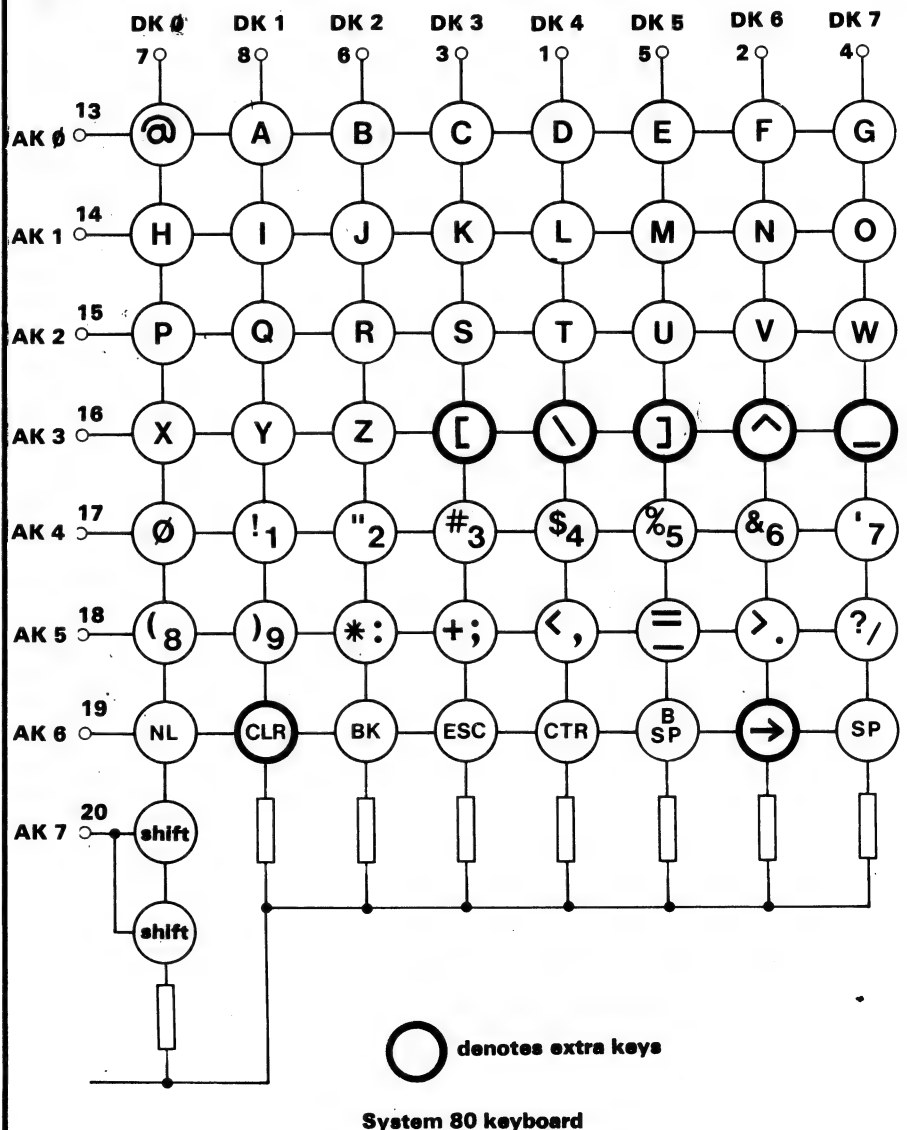 DK Ø DK 1 DK 2 DK 3 DK 4 DK 5 DK 6 DK 7
7 8 6 3 1 5 2 4
13
AK Ø @ A B C D E F G
14
AK 1 H I J K L M N O
15
AK 2 P Q R S T U V W
16
AK 3 X Y Z [ \ ] ^ _
17
AK 4 Ø !1 "2 #3 $4 %5 &6 '7
18
AK 5 (8 )9 *: +; <, =_ >. ?/
19
AK 6 NL CLR BK ESC CTR B SP → SP
20
AK 7 shift
shift
denotes extra keys
System 80 keyboard